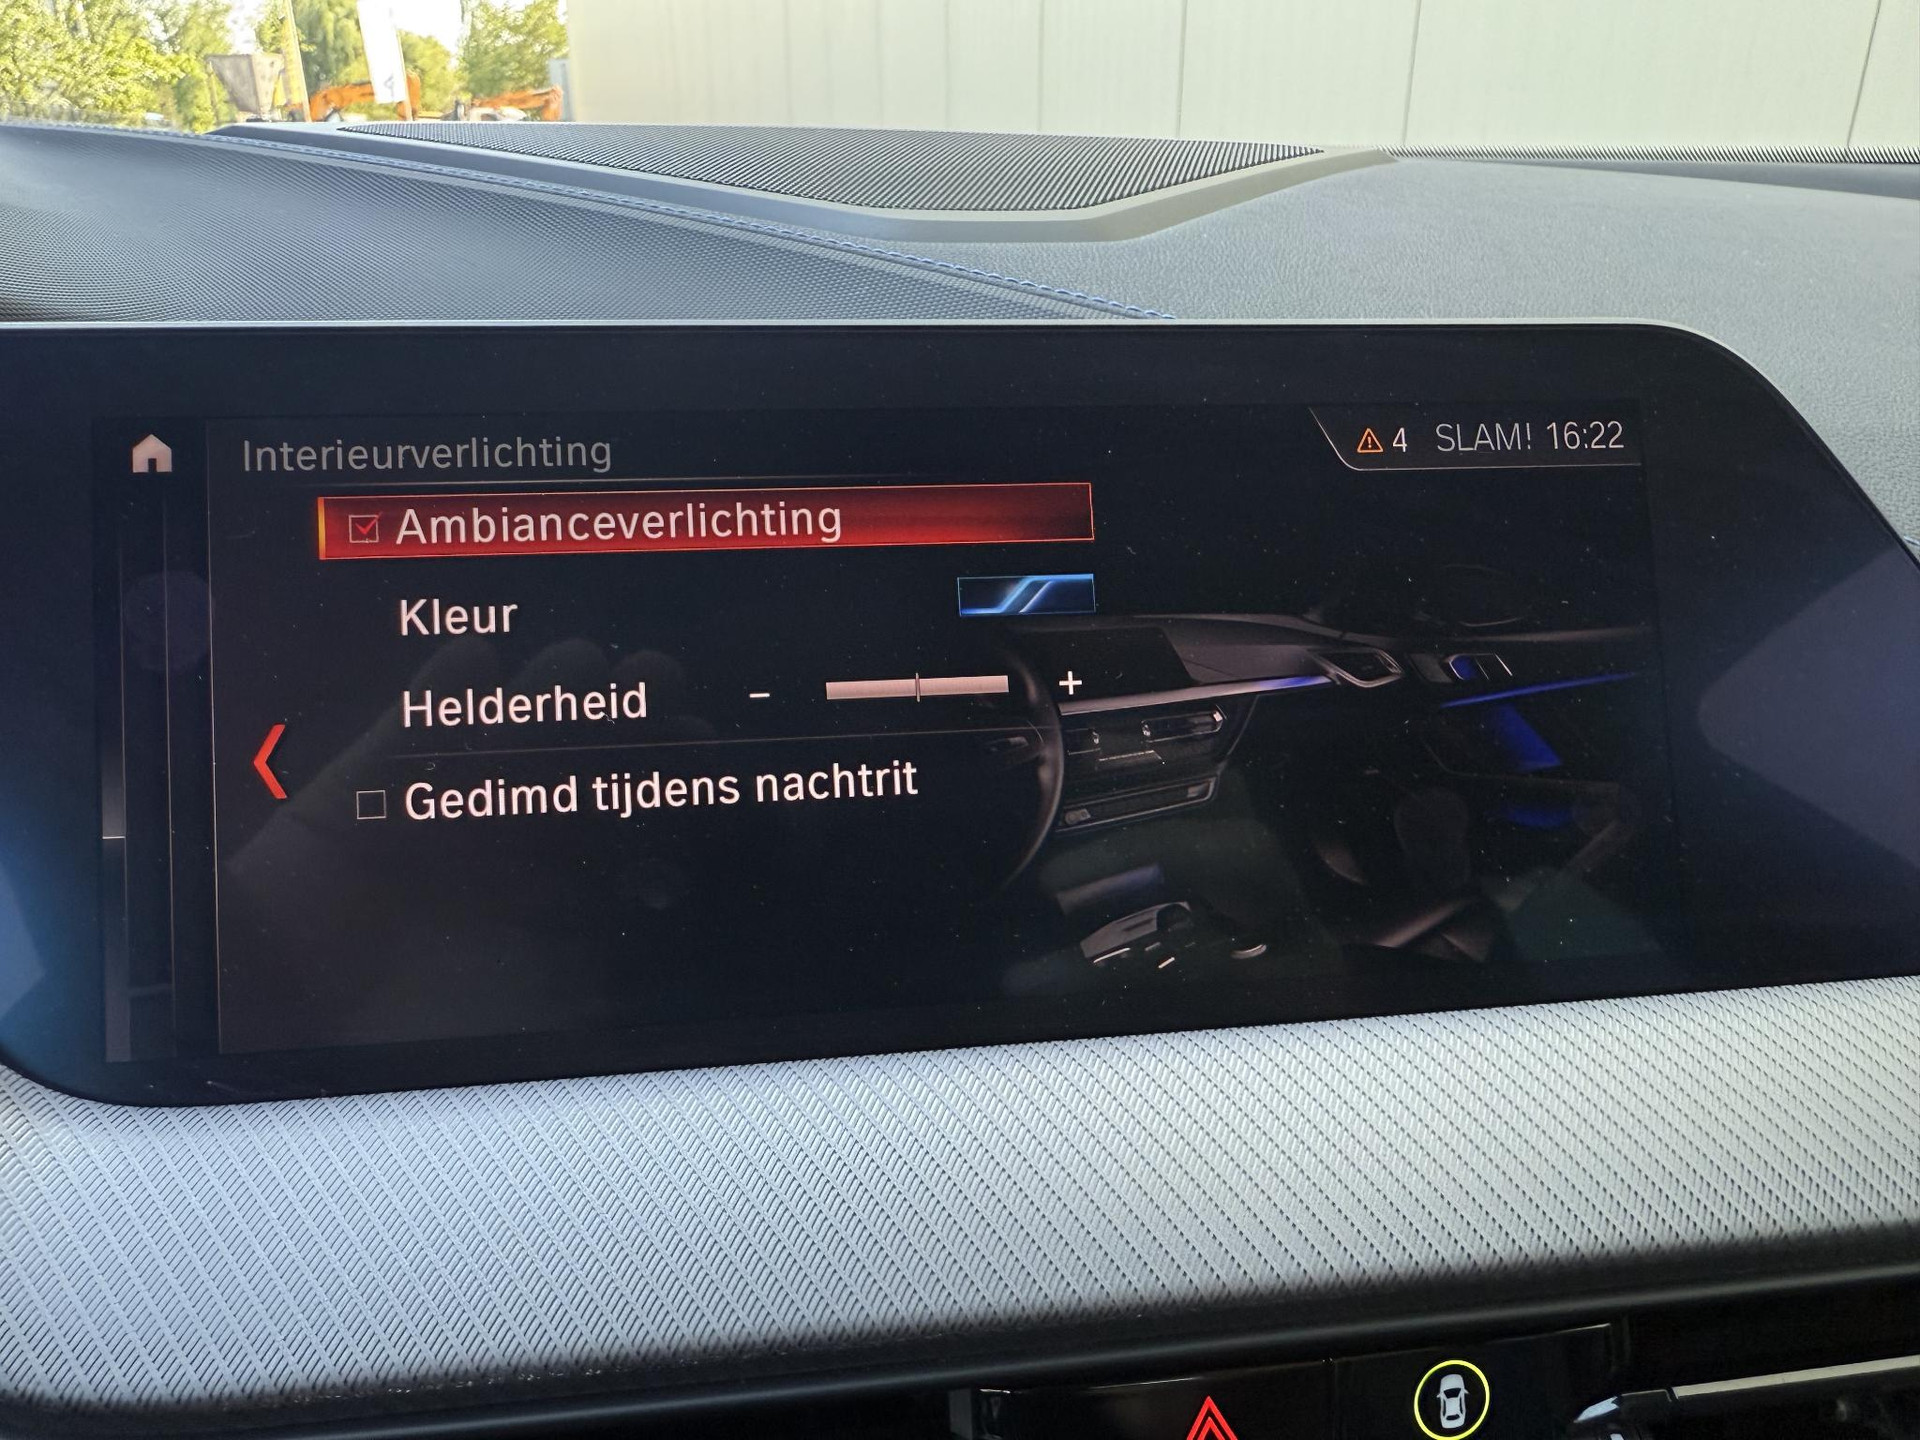 Interieurverlichting
4 SLAM! 16:22
Ambianceverlichting
Kleur
Helderheid - +
Gedimd tijdens nachtrit